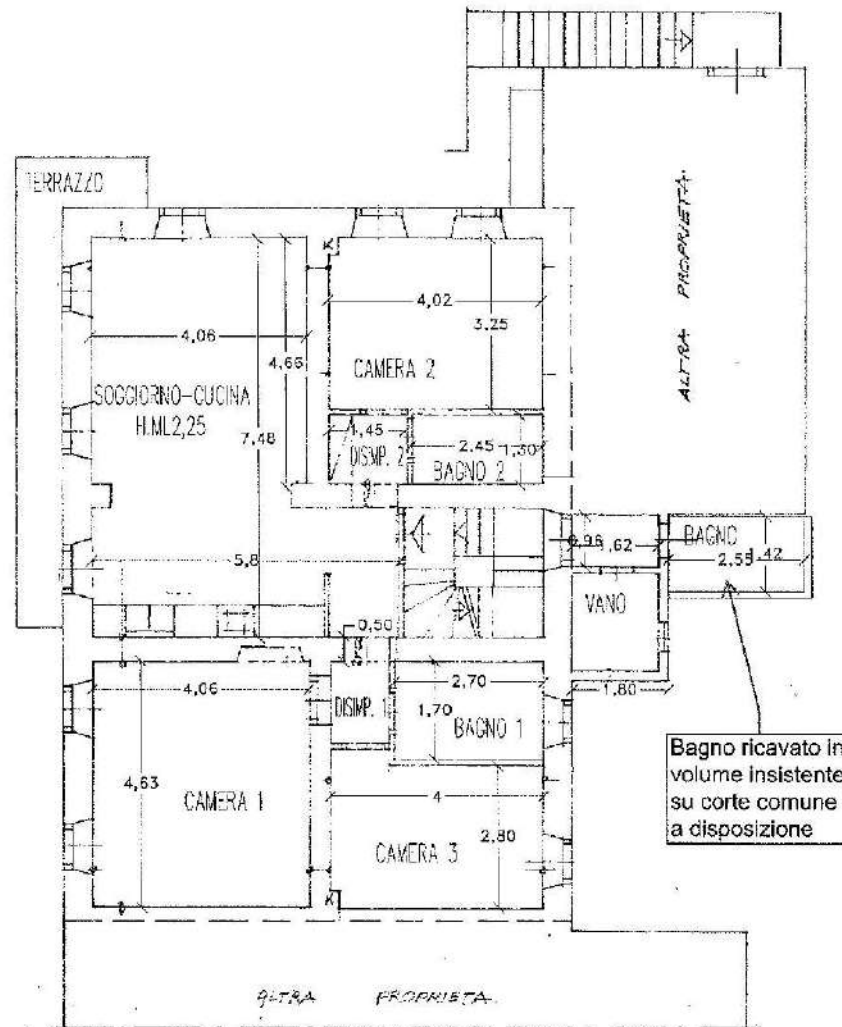 TERRAZZO
ALTRA PROPRIETA.
4,02
3.25
4,06
4,66
CAMERA 2
SOGGIORNO-CUCINA
H.ML2,25
7,48
1,45
DISMP. 2
2.45
1,30
BAGNO 2
0,96
1,62
BAGNO
2,55
1,42
5,8
VANO
0,50
4,06
2,70
1,80
DISIMP. 1
1,70
BAGNO 1
4,63
CAMERA 1
4
2,80
CAMERA 3
Bagno ricavato in
volume insistente
su corte comune
a disposizione
K
K
ALTRA PROPRIETA.